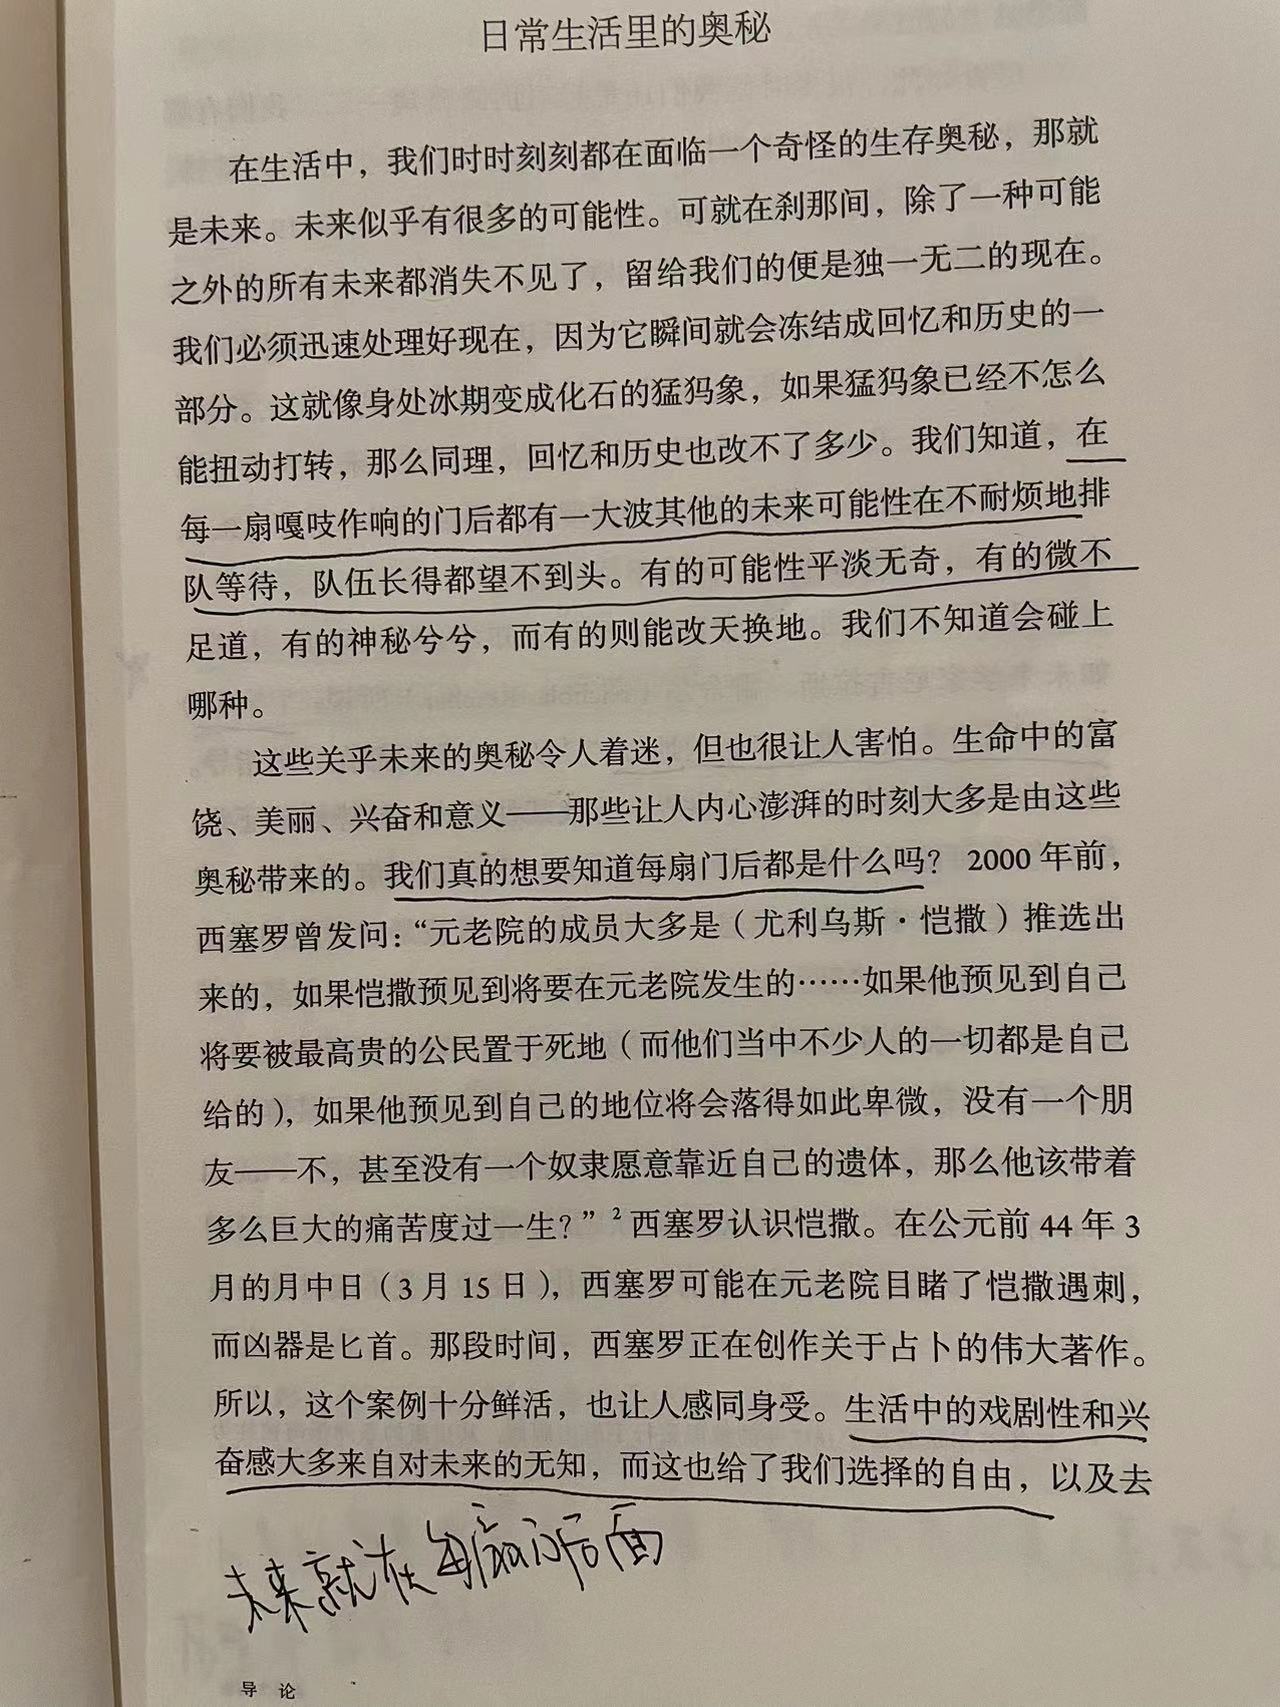 日常生活里的奥秘
在生活中，我们时时刻刻都在面临一个奇怪的生存奥秘，那就
是未来。未来似乎有很多的可能性。可就在刹那间，除了一种可能
之外的所有未来都消失不见了，留给我们的便是独一无二的现在。
我们必须迅速处理好现在，因为它瞬间就会冻结成回忆和历史的一
部分。这就像身处冰期变成化石的猛犸象，如果猛犸象已经不怎么
能扭动打转，那么同理，回忆和历史也改不了多少。我们知道，在
每一扇嘎吱作响的门后都有一大波其他的未来可能性在不耐烦地排
队等待，队伍长得都望不到头。有的可能性平淡无奇，有的微不
足道，有的神秘兮兮，而有的则能改天换地。我们不知道会碰上
哪种。
这些关乎未来的奥秘令人着迷，但也很让人害怕。生命中的富
饶、美丽、兴奋和意义——那些让人内心澎湃的时刻大多是由这些
奥秘带来的。我们真的想要知道每扇门后都是什么吗？2000 年前，
西塞罗曾发问：“元老院的成员大多是（尤利乌斯·恺撒）推选出
来的，如果恺撒预见到将要在元老院发生的……如果他预见到自己
将要被最高贵的公民置于死地（而他们当中不少人的一切都是自己
给的），如果他预见到自己的地位将会落得如此卑微，没有一个朋
友——不，甚至没有一个奴隶愿意靠近自己的遗体，那么他该带着
多么巨大的痛苦度过一生？”2 西塞罗认识恺撒。在公元前 44 年 3
月的月中日（3 月 15 日），西塞罗可能在元老院目睹了恺撒遇刺，
而凶器是匕首。那段时间，西塞罗正在创作关于占卜的伟大著作。
所以，这个案例十分鲜活，也让人感同身受。生活中的戏剧性和兴
奋感大多来自对未来的无知，而这也给了我们选择的自由，以及去
未来就在每扇门后面
导 论